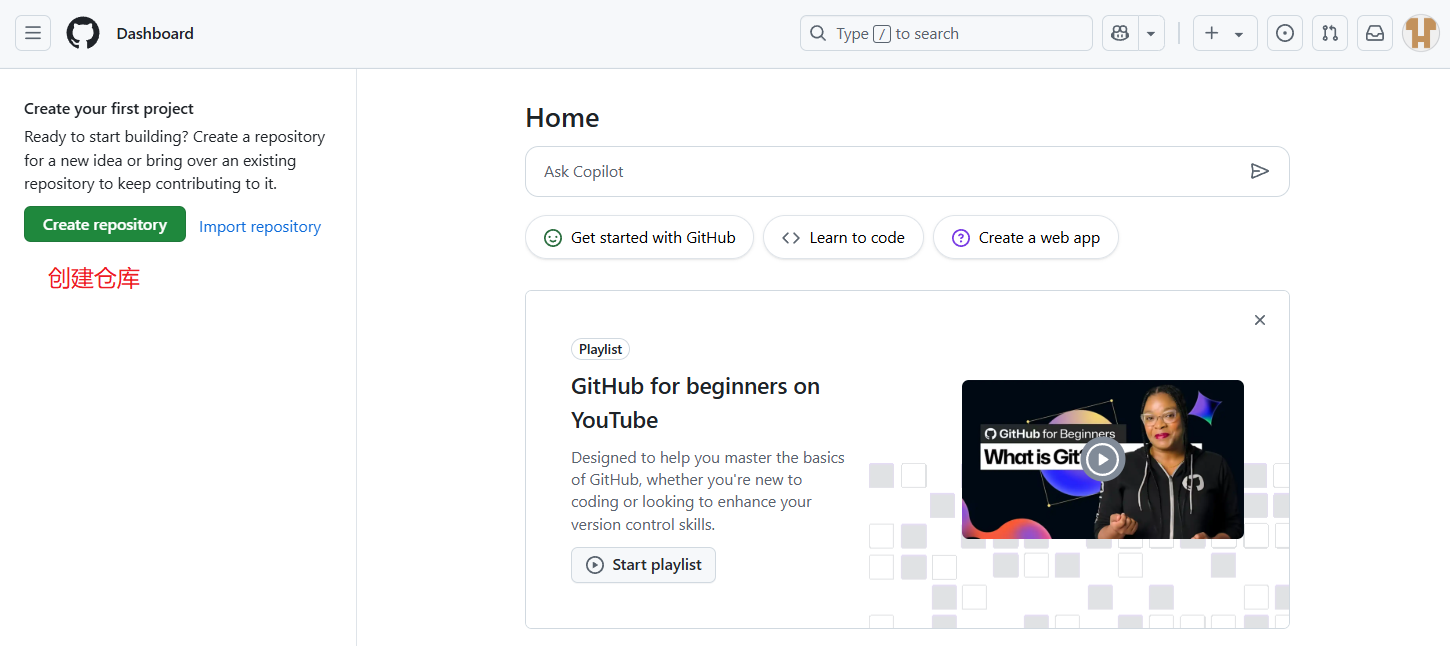 Dashboard
Type / to search
Create your first project
Ready to start building? Create a repository
for a new idea or bring over an existing
repository to keep contributing to it.
Create repository
Import repository
创建仓库
Home
Ask Copilot
Get started with GitHub
Learn to code
Create a web app
Playlist
GitHub for beginners on
YouTube
Designed to help you master the basics
of GitHub, whether you're new to
coding or looking to enhance your
version control skills.
Start playlist
GitHub for Beginners
What is Git